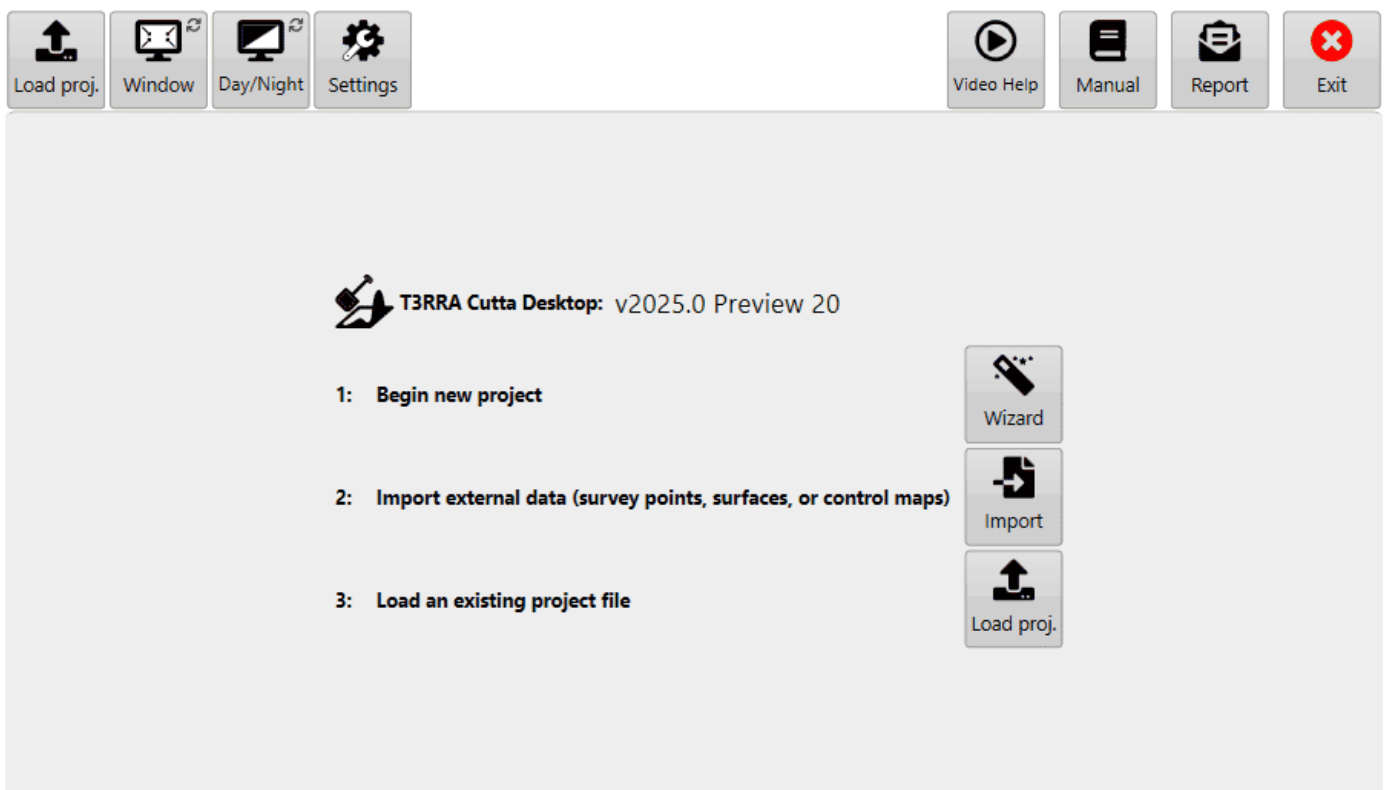 Load proj.
Window
Day/Night
Settings
Video Help
Manual
Report
Exit
T3RRA Cutta Desktop: v2025.0 Preview 20
1: Begin new project
Wizard
2: Import external data (survey points, surfaces, or control maps)
Import
3: Load an existing project file
Load proj.